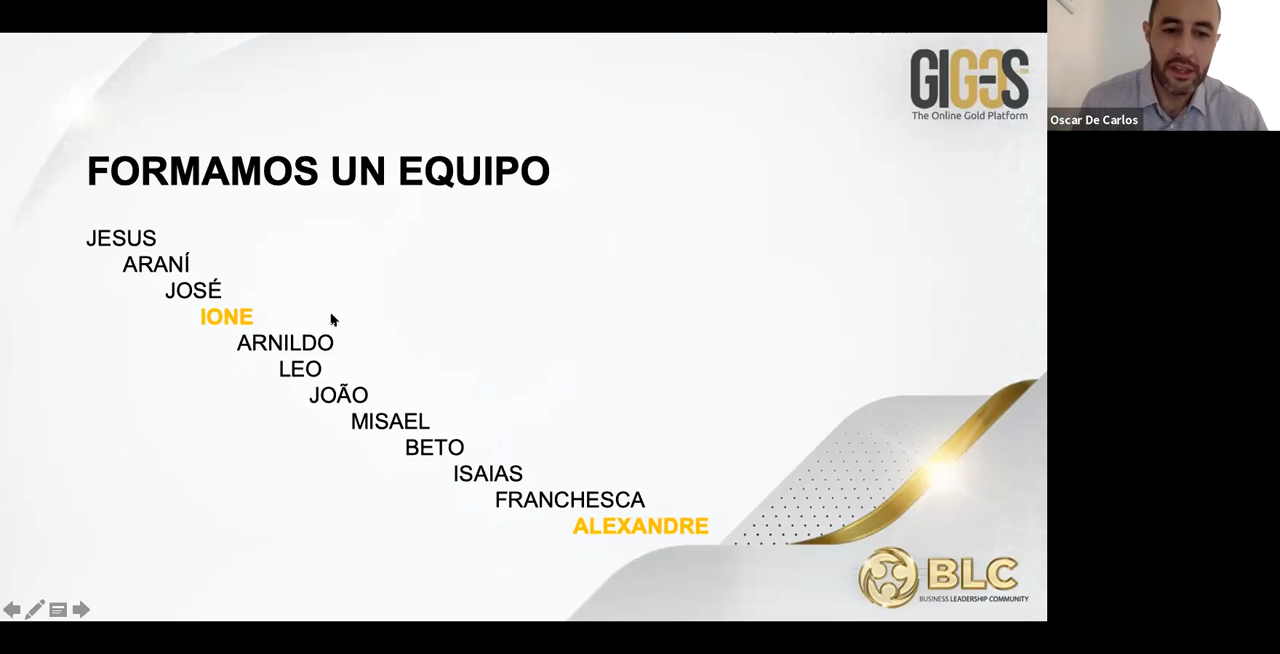 GIGOS
The Online Gold Platform
Oscar De Carlos
FORMAMOS UN EQUIPO
JESUS
ARANÍ
JOSÉ
IONE
ARNILDO
LEO
JOÃO
MISAEL
BETO
ISAIAS
FRANCHESCA
ALEXANDRE
BLC
BUSINESS LEADERSHIP COMMUNITY